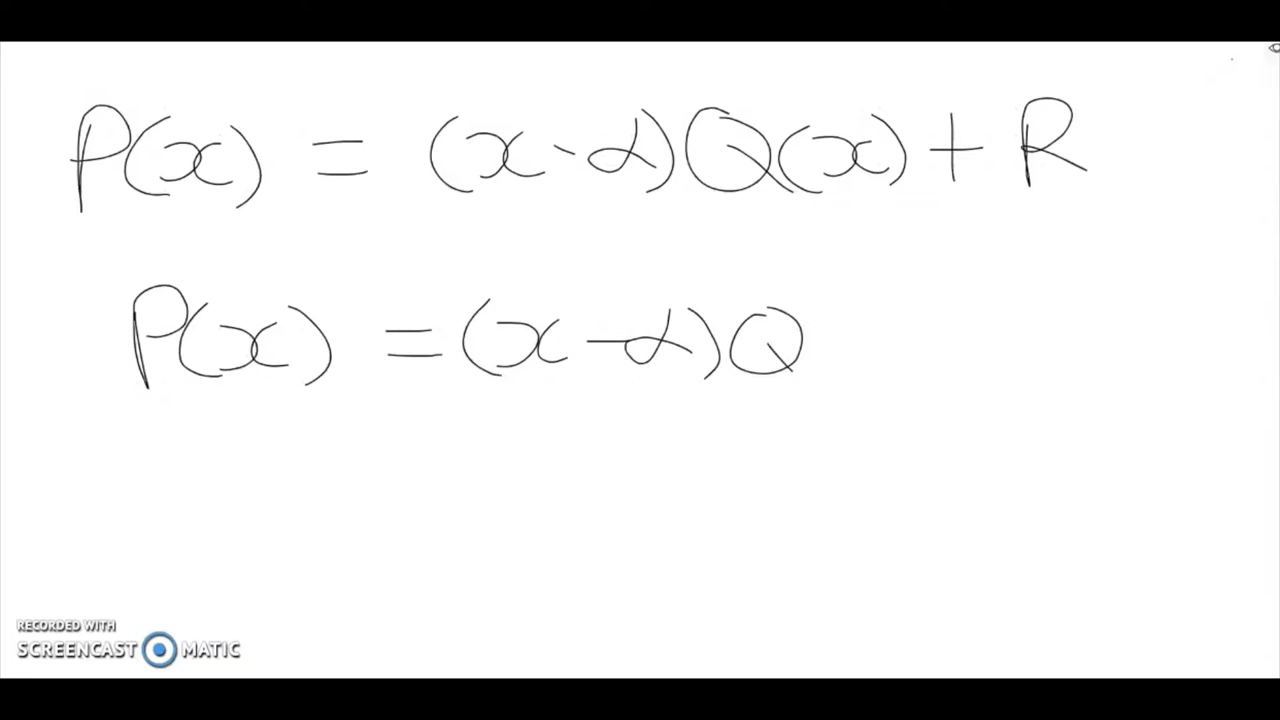 P(x) = (x-α)Q(x)+R
P(x) = (x-α)Q
RECORDED WITH
SCREENCAST MATIC